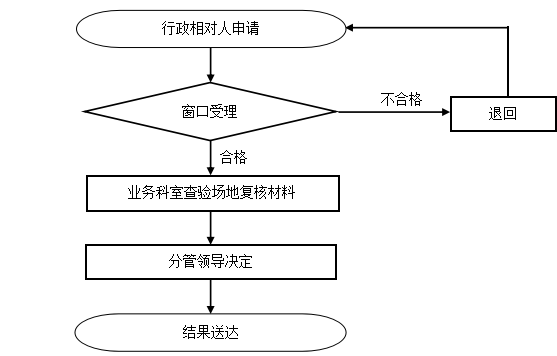 行政相对人申请
窗口受理
不合格
退回
合格
业务科室查验场地复核材料
分管领导决定
结果送达